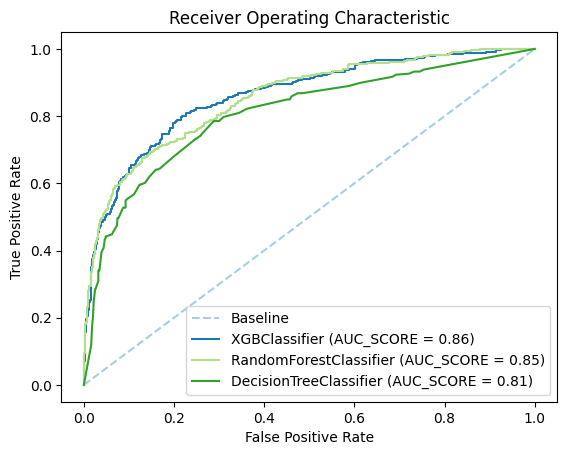 Receiver Operating Characteristic
True Positive Rate
1.0
0.8
0.6
0.4
0.2
0.0
Baseline
XGBClassifier (AUC_SCORE = 0.86)
RandomForestClassifier (AUC_SCORE = 0.85)
DecisionTreeClassifier (AUC_SCORE = 0.81)
0.0 0.2 0.4 0.6 0.8 1.0
False Positive Rate